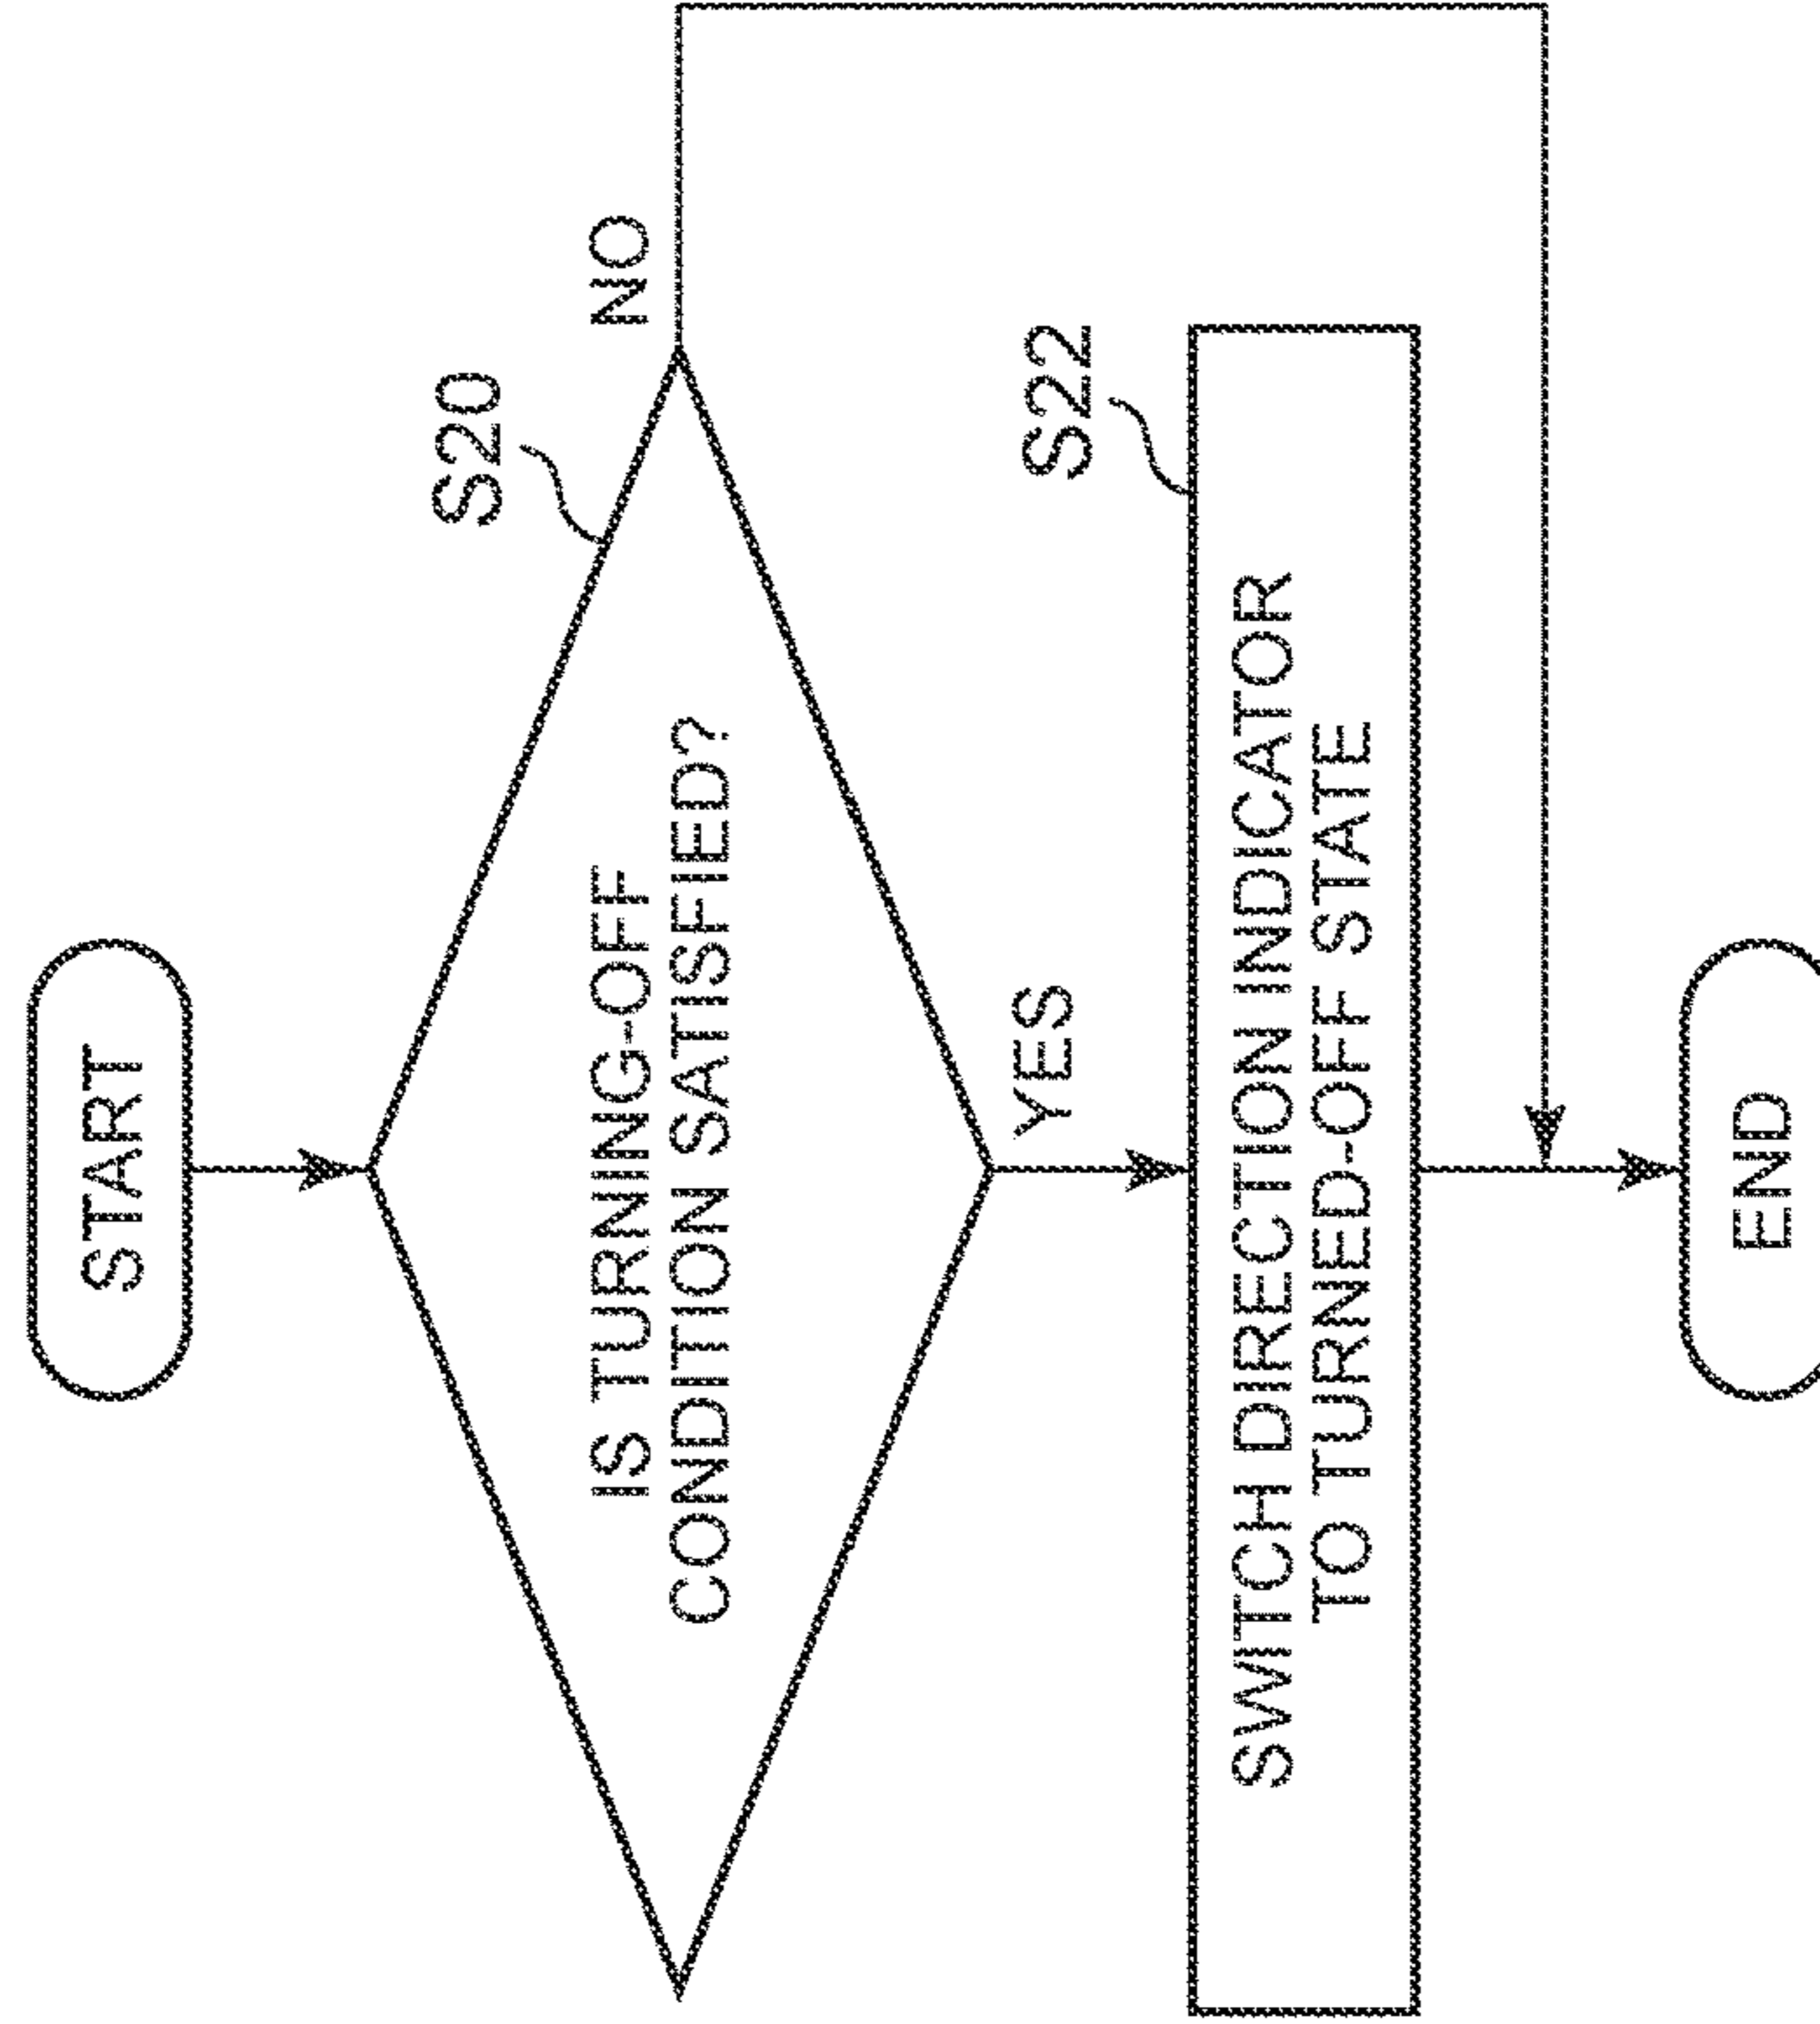 START
S20
IS TURNING-OFF
CONDITION SATISFIED?
NO
YES
S22
SWITCH DIRECTION INDICATOR
TO TURNED-OFF STATE
END